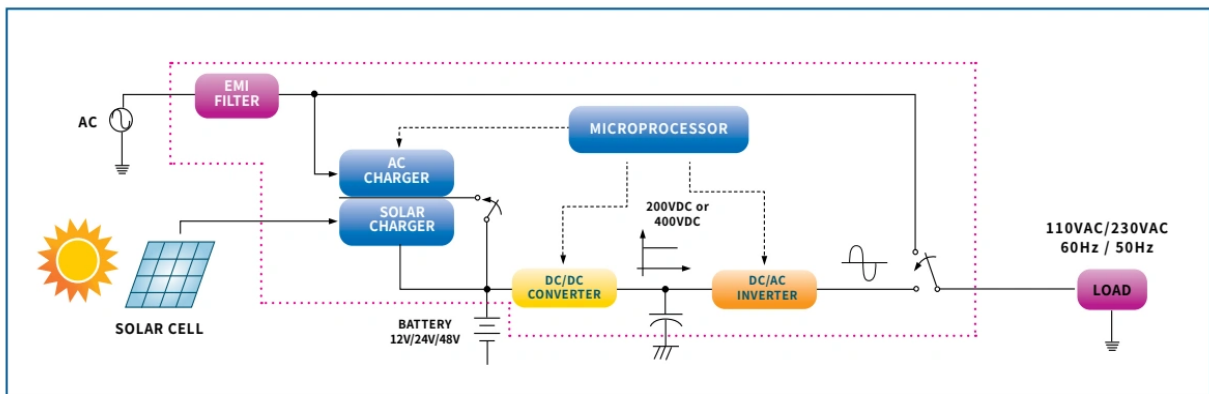 EMI
FILTER
AC
MICROPROCESSOR
AC
CHARGER
SOLAR
CHARGER
200VDC or
400VDC
110VAC/230VAC
60Hz / 50Hz
DC/DC
CONVERTER
DC/AC
INVERTER
LOAD
SOLAR CELL
BATTERY
12V/24V/48V